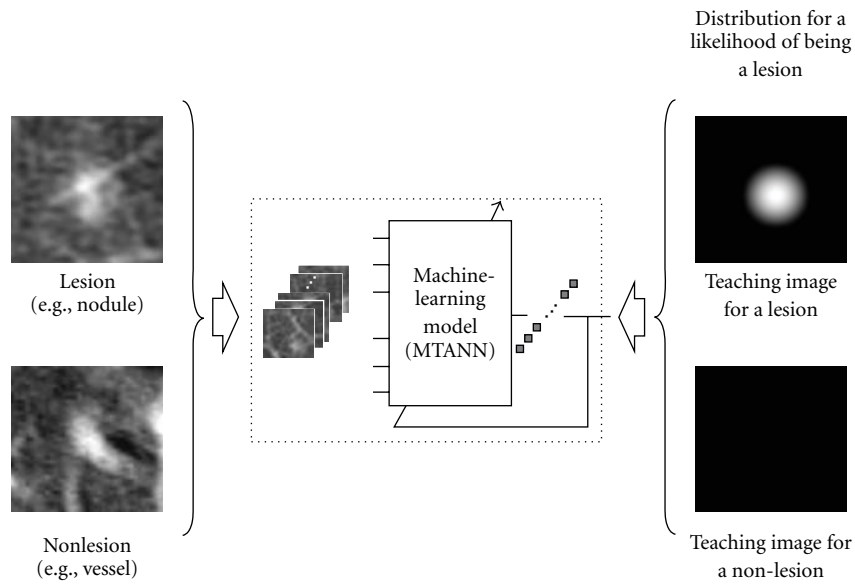 Distribution for a
likelihood of being
a lesion
Lesion
(e.g., nodule)
Machine-
learning
model
(MTANN)
Teaching image
for a lesion
Nonlesion
(e.g., vessel)
Teaching image for
a non-lesion